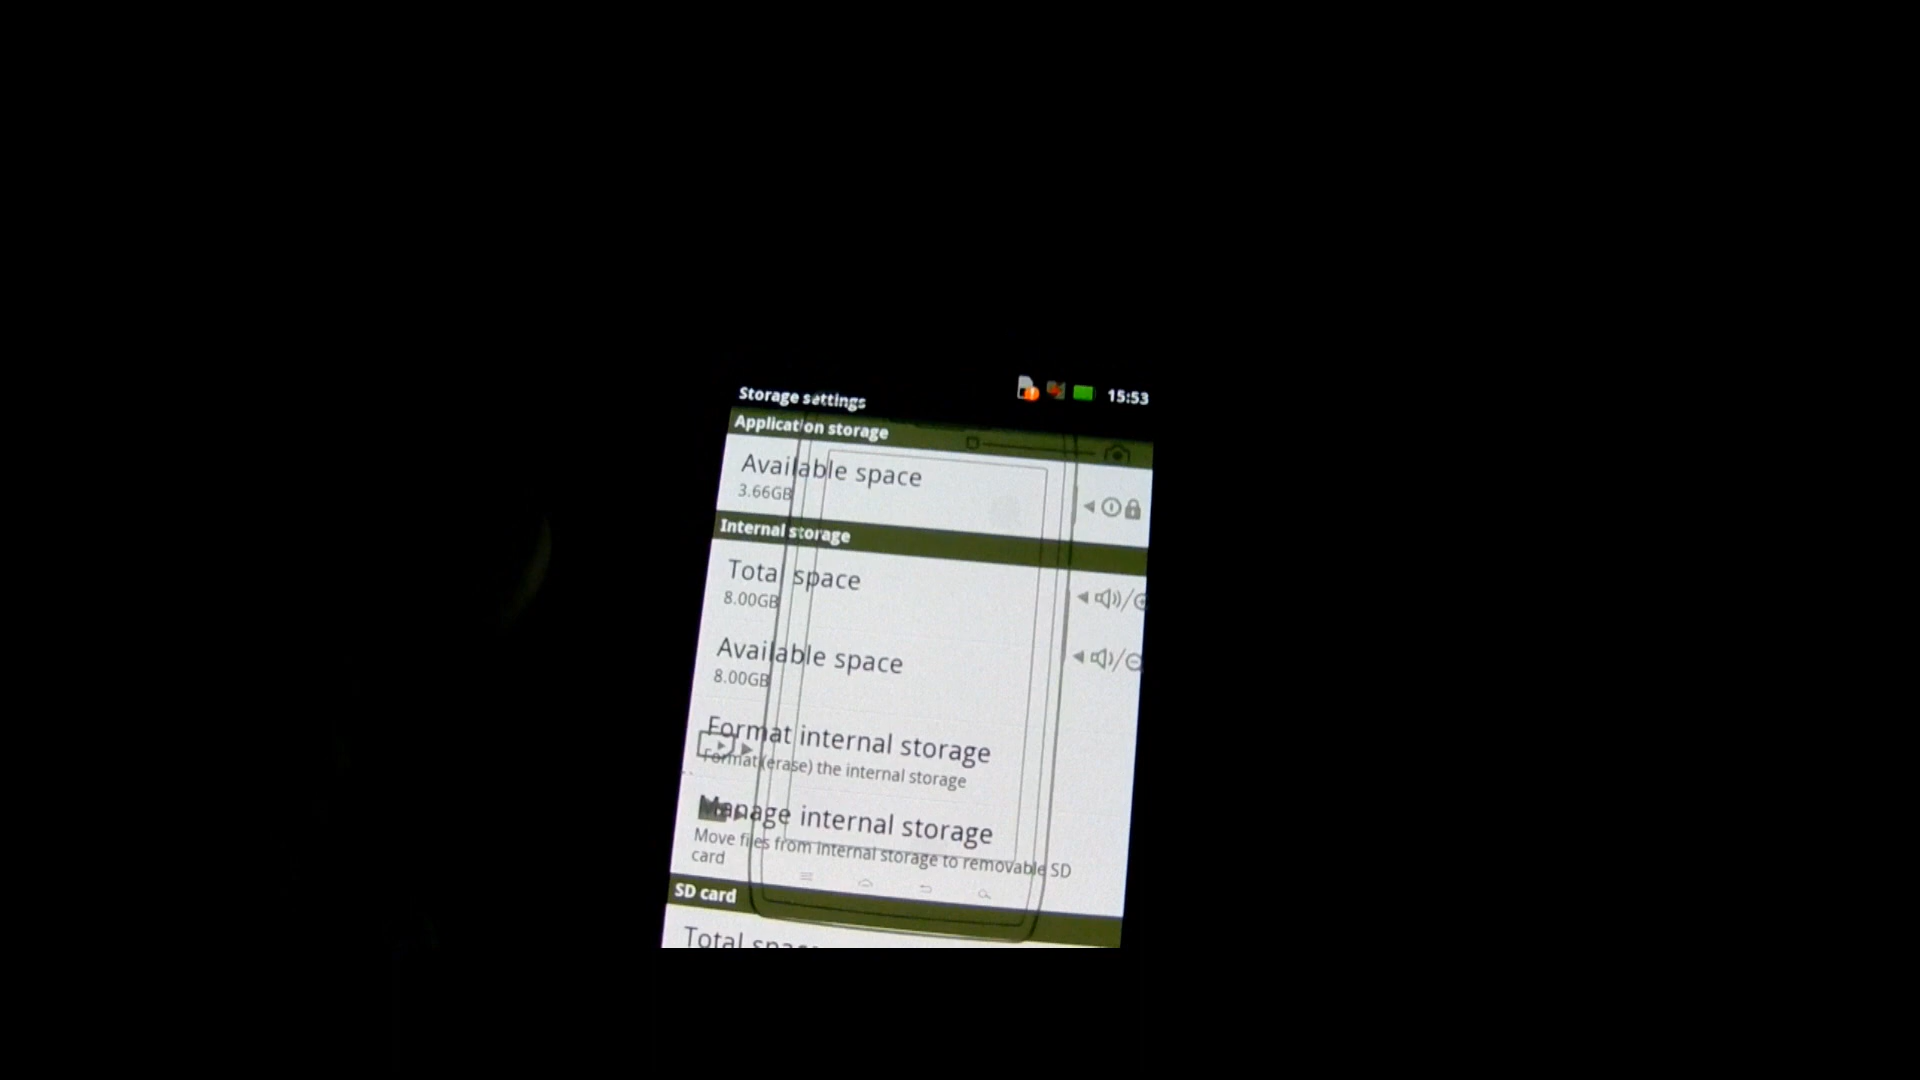 15:53
Storage settings
Application storage
Available space
3.66GB
Internal storage
Total space
8.00GB
Available space
8.00GB
Format internal storage
Format (erase) the internal storage
Manage internal storage
Move files from internal storage to removable SD
card
SD card
Total space